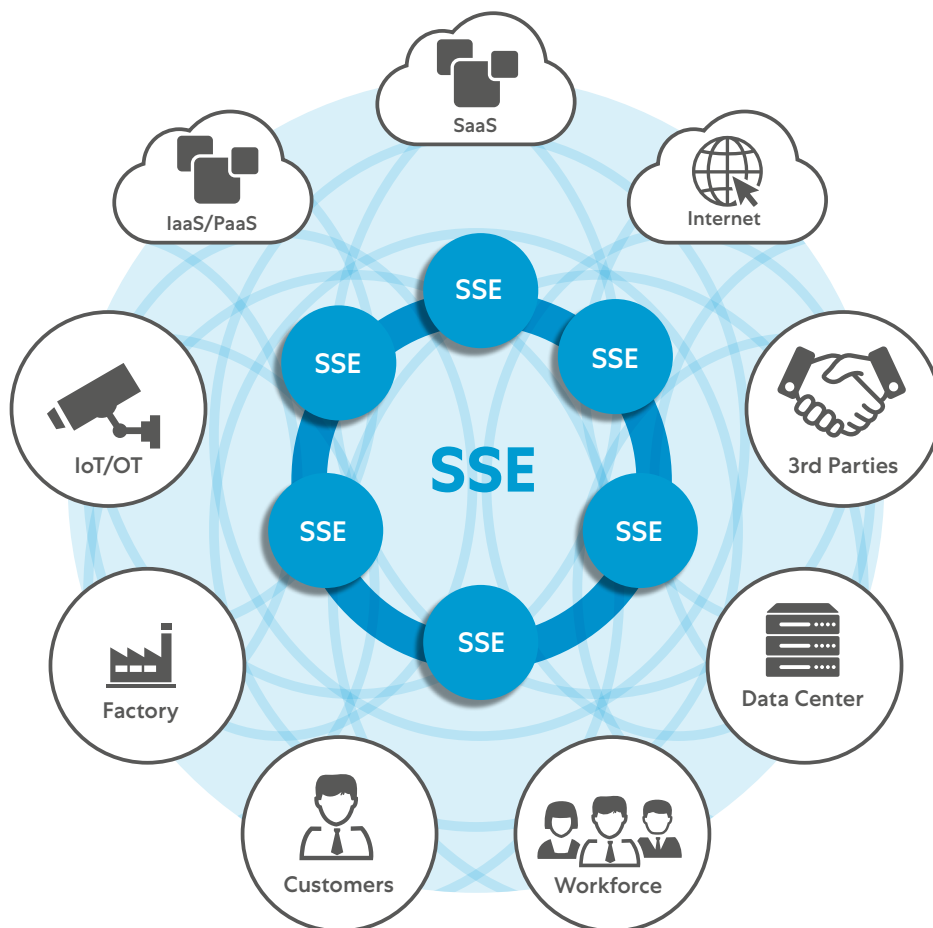 SaaS
IaaS/PaaS
Internet
SSE
SSE
SSE
IoT/OT
SSE
3rd Parties
SSE
SSE
SSE
Factory
Data Center
Customers
Workforce